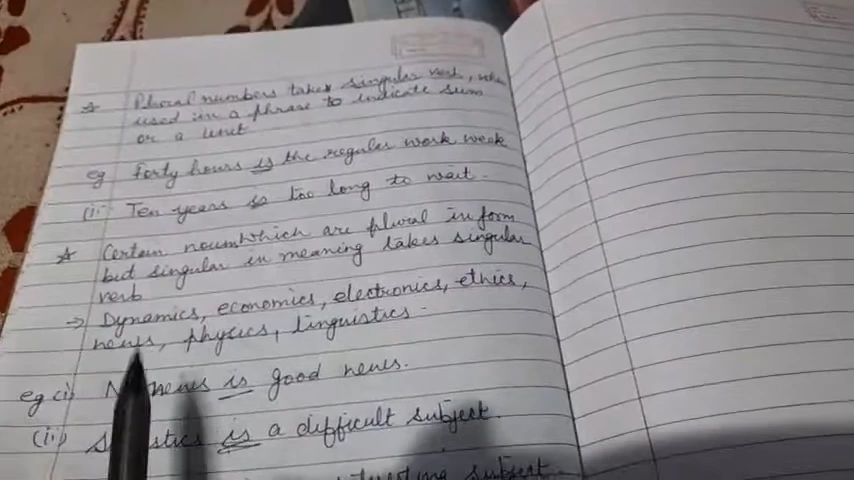 ☆ Plural numbers takes singular verb, when
used in a phrase to indicate sum
or a unit
eg Forty hours is the regular work week
(ii) Ten years is too long to wait.
☆ Certain noun which are plural in form
but singular in meaning takes singular
verb
→ Dynamics, economics, electronics, ethics,
news, physics, linguistics.
eg (i) news is good news.
(ii) is a difficult subject.
subject